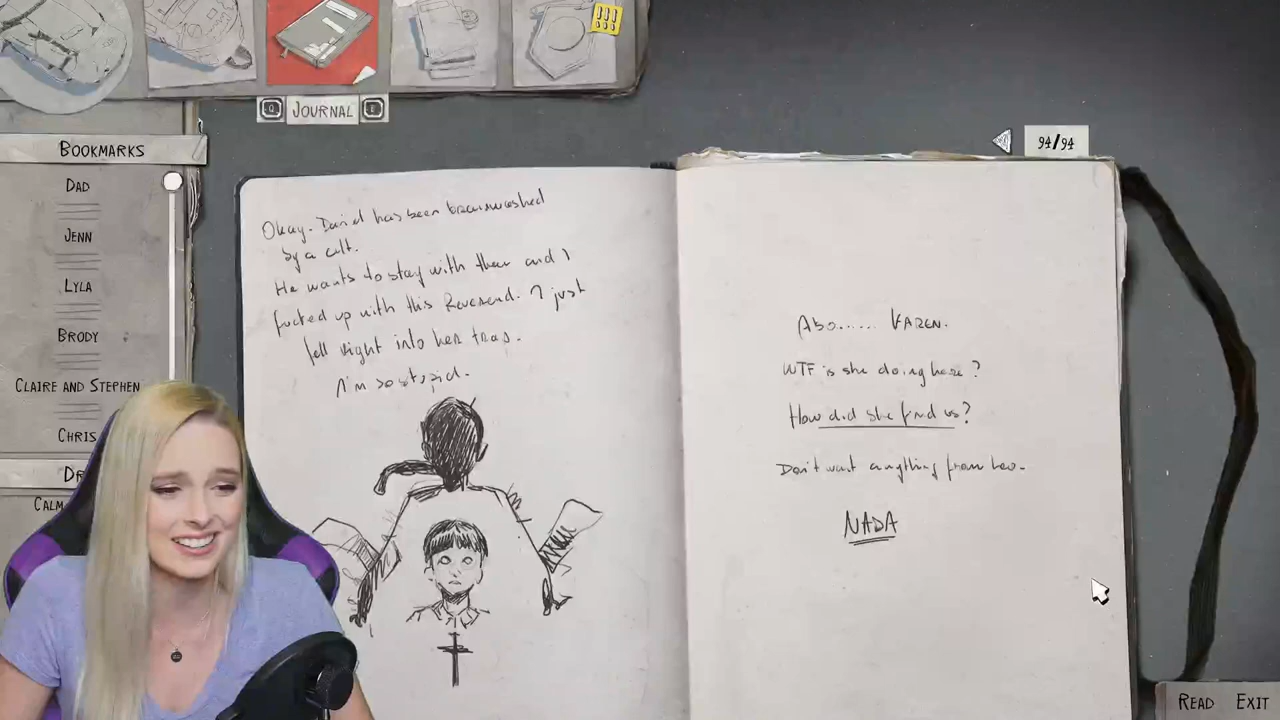 Q JOURNAL E
94/94
BOOKMARKS
DAD
JENN
LYLA
BRODY
CLAIRE AND STEPHEN
CHRIS
DR
CALM
Okay. Daniel has been brainwashed
by a cult.
He wants to stay with them and I
fucked up with this Reverend. I just
fell right into her trap.
I'm so stupid.
Abo...... KAREN.
WTF is she doing here?
How did she find us?
Don't want anything from her.
NADA
READ EXIT